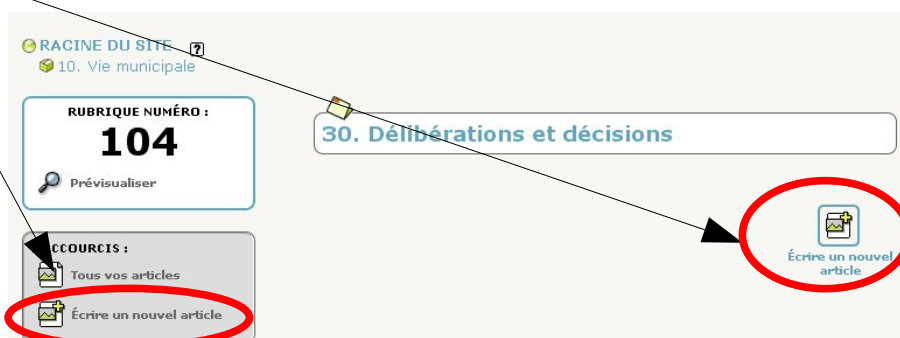 RACINE DU SITE ?
10. Vie municipale
RUBRIQUE NUMÉRO :
104
Prévisualiser
30. Délibérations et décisions
Écrire un nouvel
article
CCOURCIS :
Tous vos articles
Écrire un nouvel article